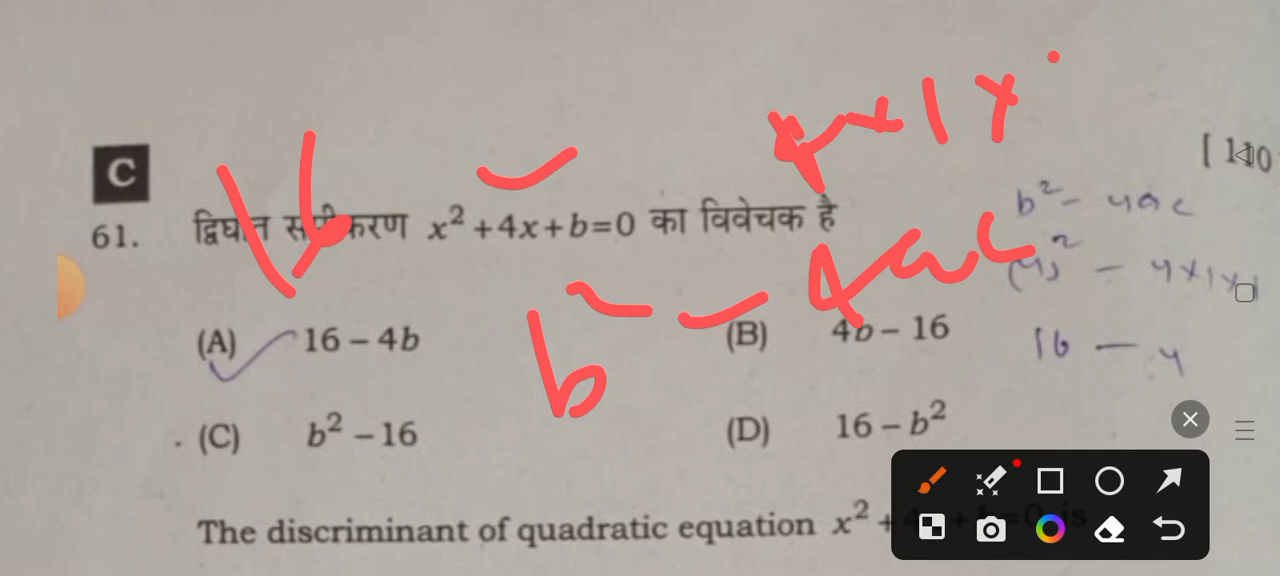 16 - 4×1×
C
[ 1
61. द्विघात समीकरण x² +4x+b=0 का विवेचक है
b² - 4ac
b² - 4ac
(4)² - 4×1×
(A) 16 – 4b
(B) 4b – 16
16 - 4
(C) b² – 16
(D) 16 – b²
The discriminant of quadratic equation x² +